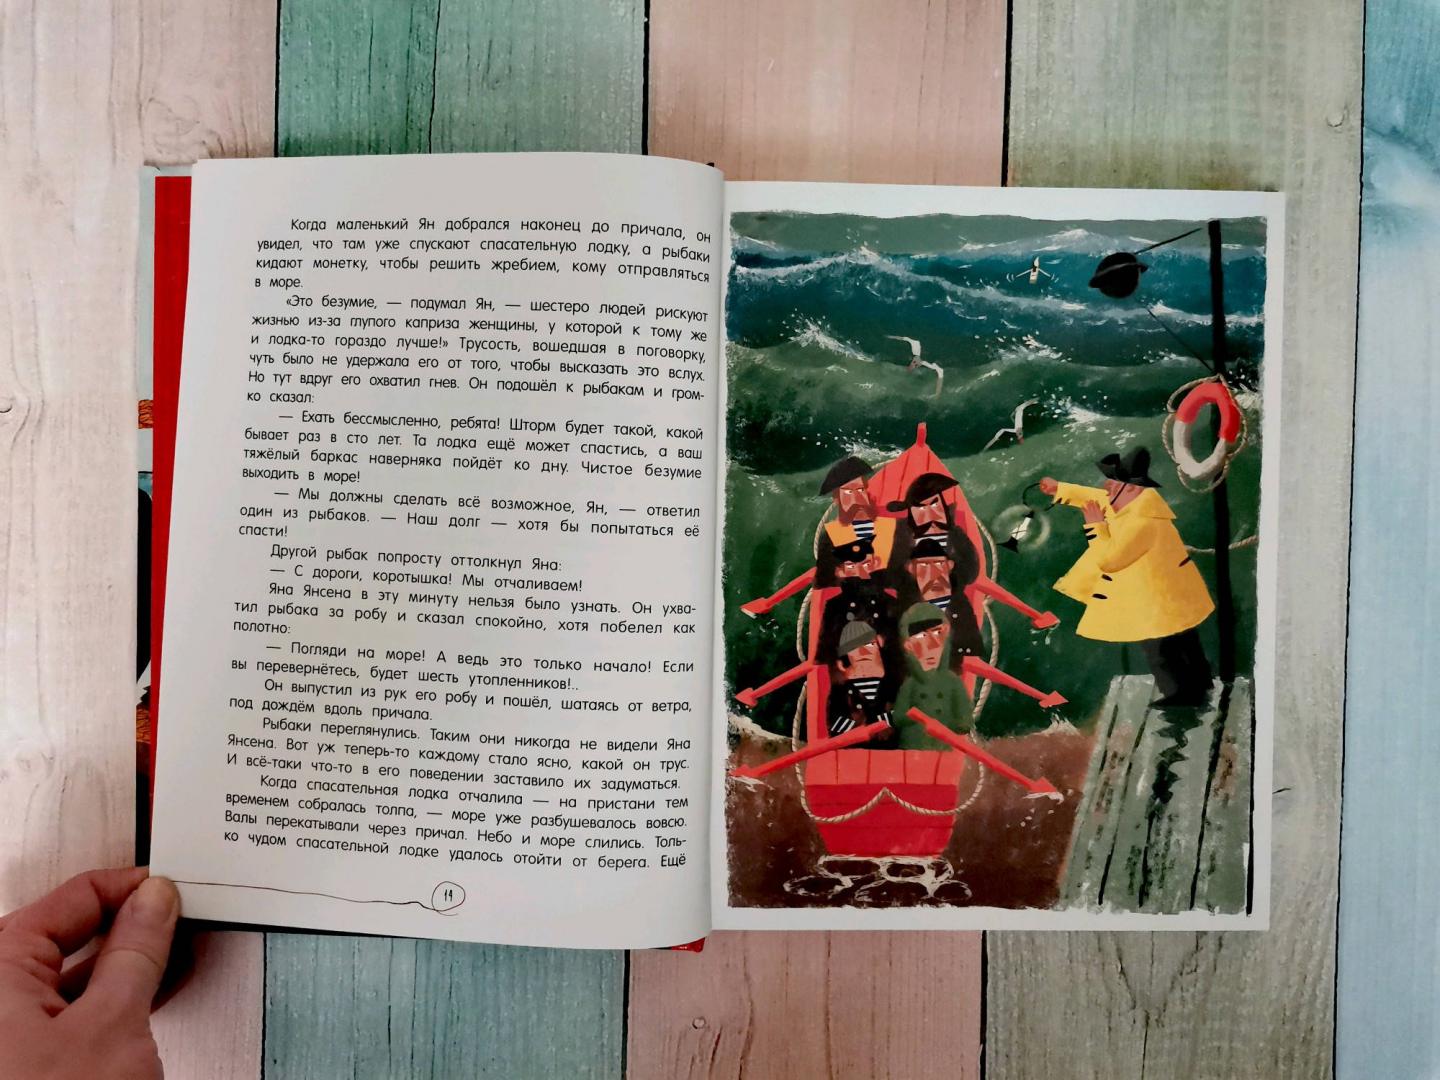 Когда маленький Ян добрался наконец до причала, он
увидел, что там уже спускают спасательную лодку, а рыбаки
кидают монетку, чтобы решить жребием, кому отправляться
в море.
«Это безумие, — подумал Ян, — шестеро людей рискуют
жизнью из-за глупого каприза женщины, у которой к тому же
и лодка-то гораздо лучше!» Трусость, вошедшая в поговорку,
чуть было не удержала его от того, чтобы высказать это вслух.
Но тут вдруг его охватил гнев. Он подошёл к рыбакам и гром-
ко сказал:
— Ехать бессмысленно, ребята! Шторм будет такой, какой
бывает раз в сто лет. Та лодка ещё может спастись, а ваш
тяжёлый баркас наверняка пойдёт ко дну. Чистое безумие
выходить в море!
— Мы должны сделать всё возможное, Ян, — ответил
один из рыбаков. — Наш долг — хотя бы попытаться её
спасти!
Другой рыбак попросту оттолкнул Яна:
— С дороги, коротышка! Мы отчаливаем!
Яна Янсена в эту минуту нельзя было узнать. Он ухва-
тил рыбака за робу и сказал спокойно, хотя побелел как
полотно:
— Погляди на море! А ведь это только начало! Если
вы перевернётесь, будет шесть утопленников!..
Он выпустил из рук его робу и пошёл, шатаясь от ветра,
под дождём вдоль причала.
Рыбаки переглянулись. Таким они никогда не видели Яна
Янсена. Вот уж теперь-то каждому стало ясно, какой он трус.
И всё-таки что-то в его поведении заставило их задуматься.
Когда спасательная лодка отчалила — на пристани тем
временем собралась толпа, — море уже разбушевалось вовсю.
Валы перекатывали через причал. Небо и море слились. Толь-
ко чудом спасательной лодке удалось отойти от берега. Ещё
14